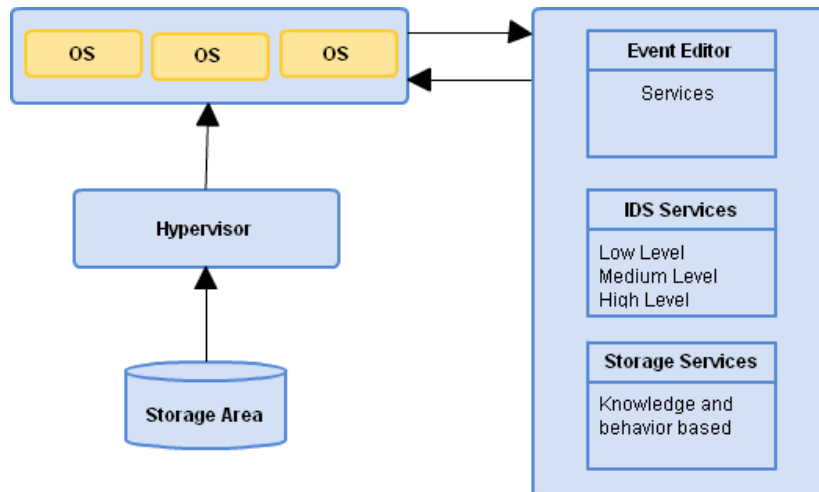 OS
OS
OS
Hypervisor
Storage Area
Event Editor
Services
IDS Services
Low Level
Medium Level
High Level
Storage Services
Knowledge and
behavior based